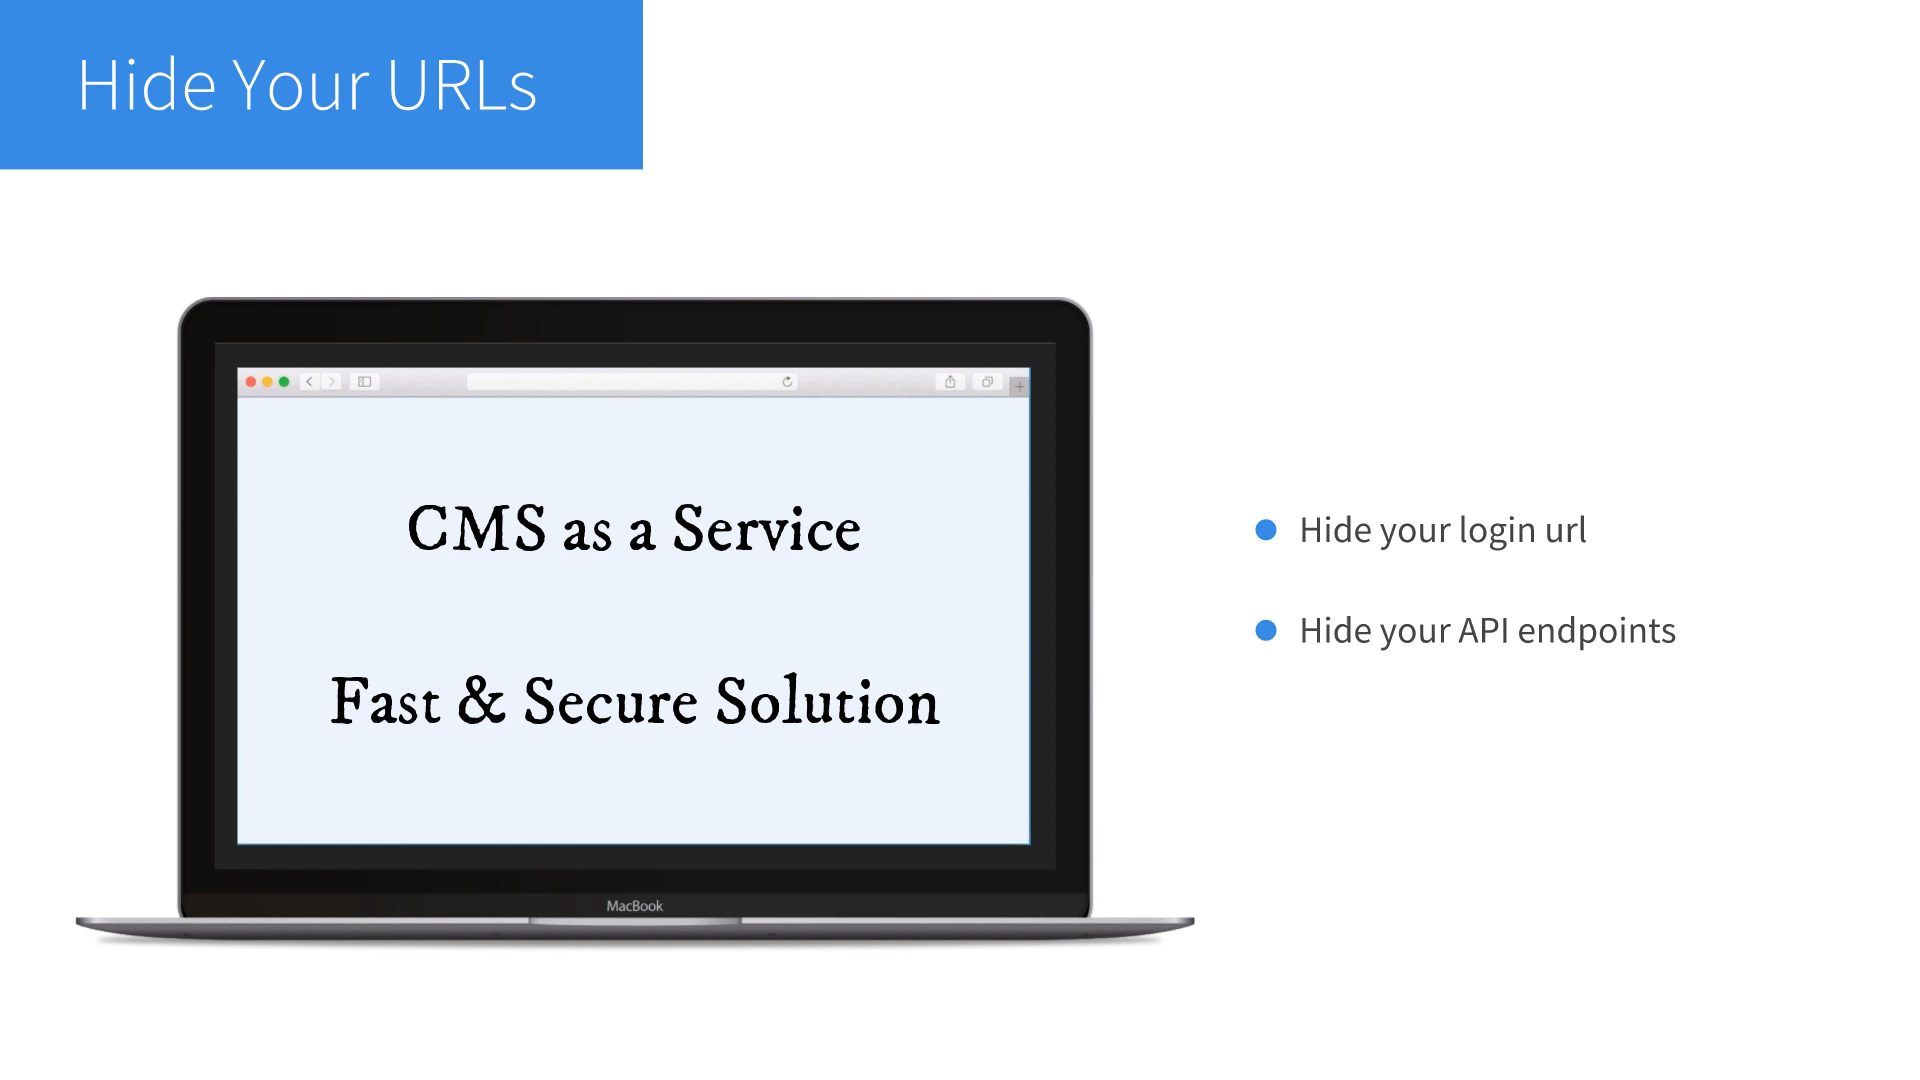 Hide Your URLs
CMS as a Service
Fast & Secure Solution
MacBook
Hide your login url
Hide your API endpoints